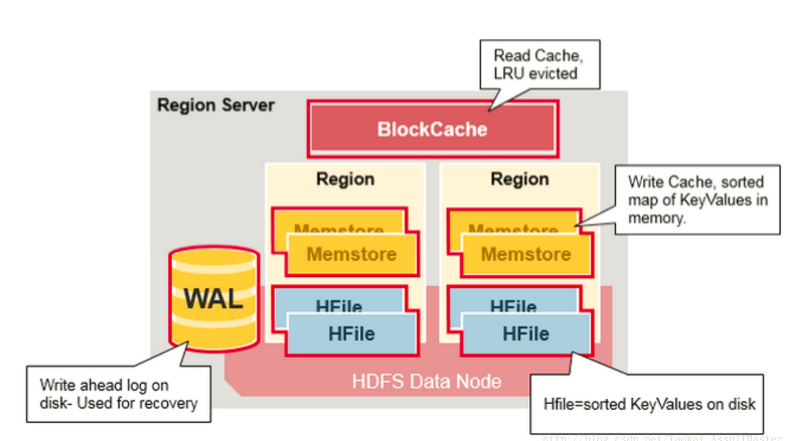 Read Cache,
LRU evicted
Region Server
BlockCache
Region
Region
Write Cache, sorted
map of KeyValues in
memory.
Memstore
Memstore
Memstore
Memstore
WAL
HFile
HFile
HFile
HFile
Write ahead log on
disk- Used for recovery
HDFS Data Node
Hfile=sorted KeyValues on disk